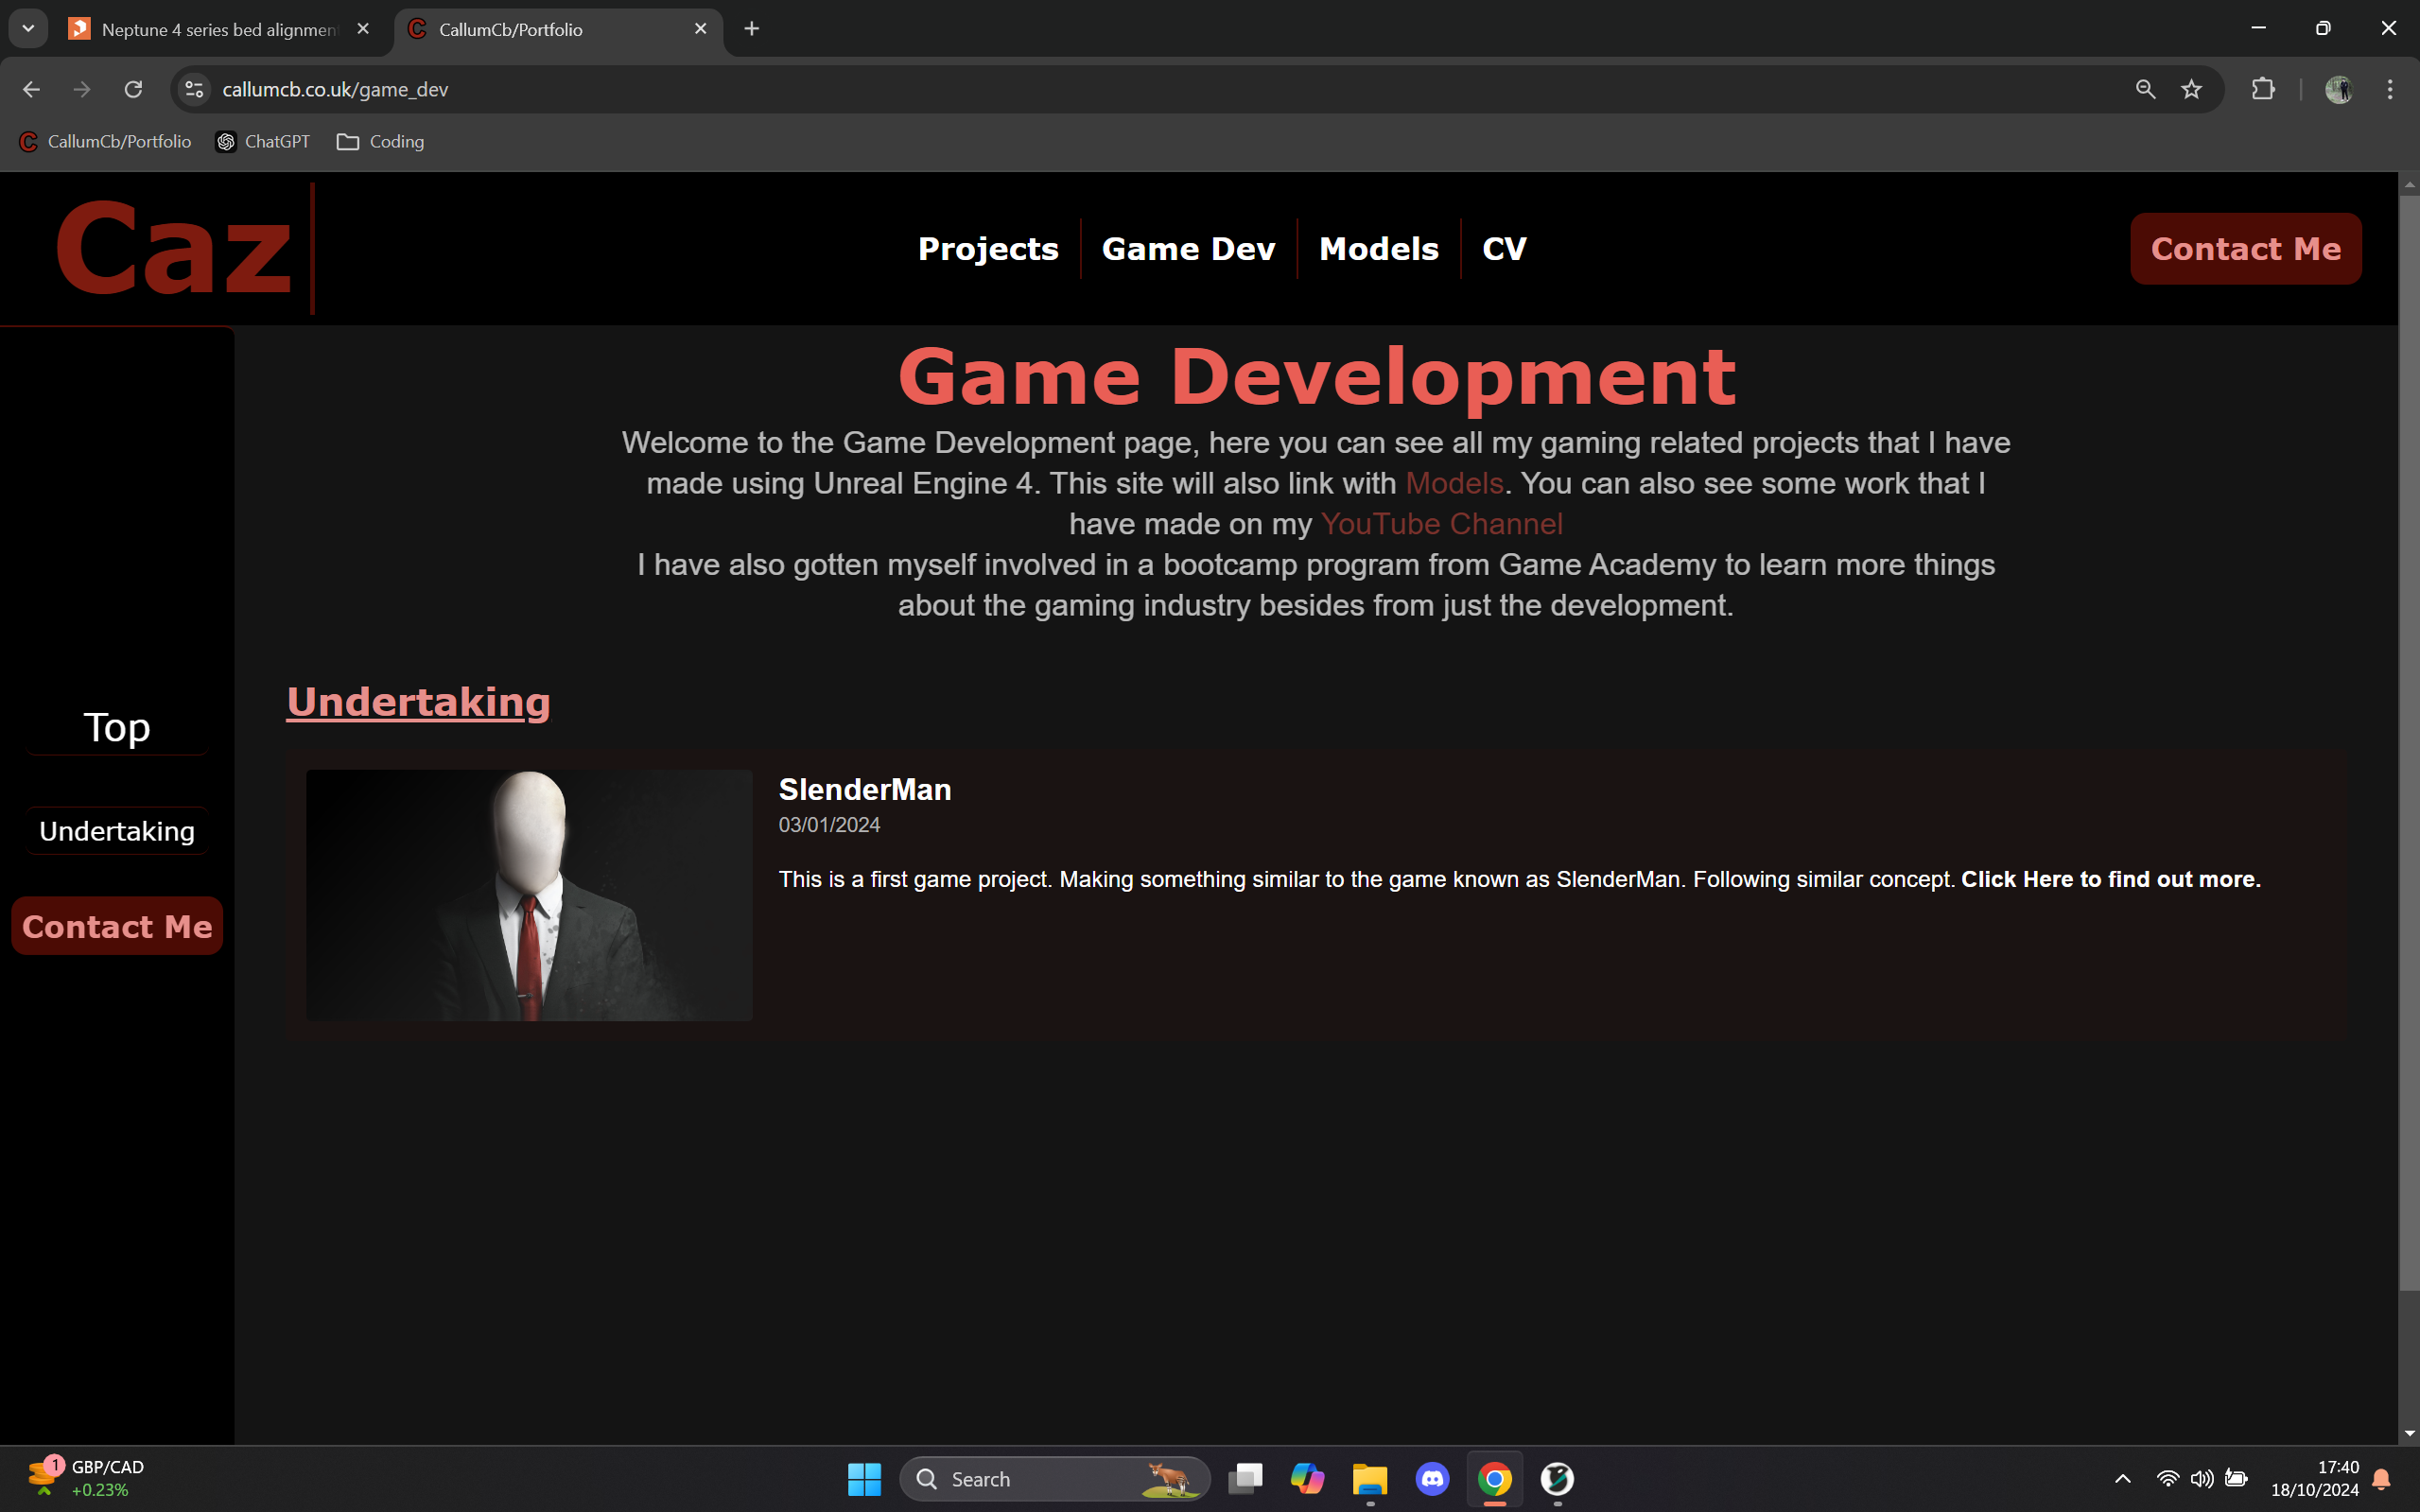 Neptune 4 series bed alignmen
CallumCb/Portfolio
callumcb.co.uk/game_dev
CallumCb/Portfolio
ChatGPT
Coding
Caz
Projects
Game Dev
Models
CV
Contact Me
Game Development
Welcome to the Game Development page, here you can see all my gaming related projects that I have
made using Unreal Engine 4. This site will also link with Models. You can also see some work that I
have made on my YouTube Channel
I have also gotten myself involved in a bootcamp program from Game Academy to learn more things
about the gaming industry besides from just the development.
Top
Undertaking
Contact Me
Undertaking
SlenderMan
03/01/2024
This is a first game project. Making something similar to the game known as SlenderMan. Following similar concept. Click Here to find out more.
1
GBP/CAD
+0.23%
Search
17:40
18/10/2024